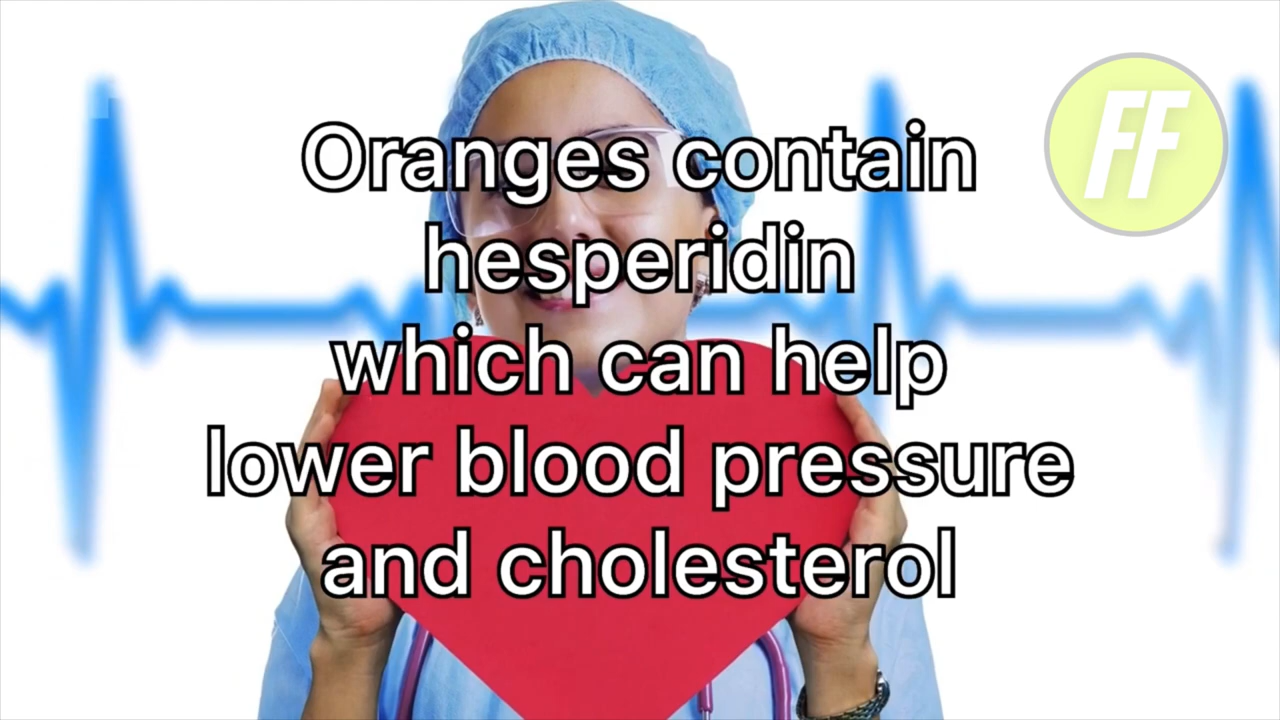 FF
Oranges contain
hesperidin
which can help
lower blood pressure
and cholesterol